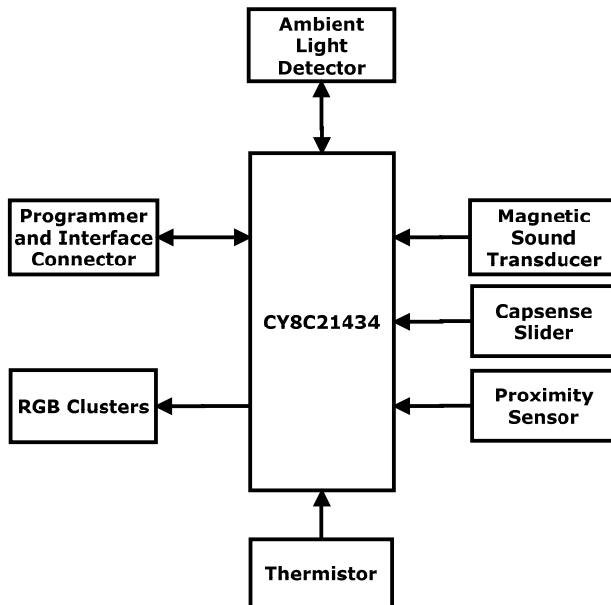 Ambient
Light
Detector
Programmer
and Interface
Connector
Magnetic
Sound
Transducer
CY8C21434
Capsense
Slider
RGB Clusters
Proximity
Sensor
Thermistor